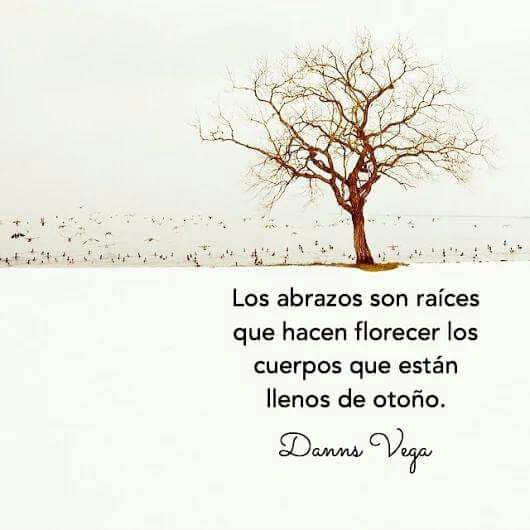 Los abrazos son raíces
que hacen florecer los
cuerpos que están
llenos de otoño.
Danns Vega